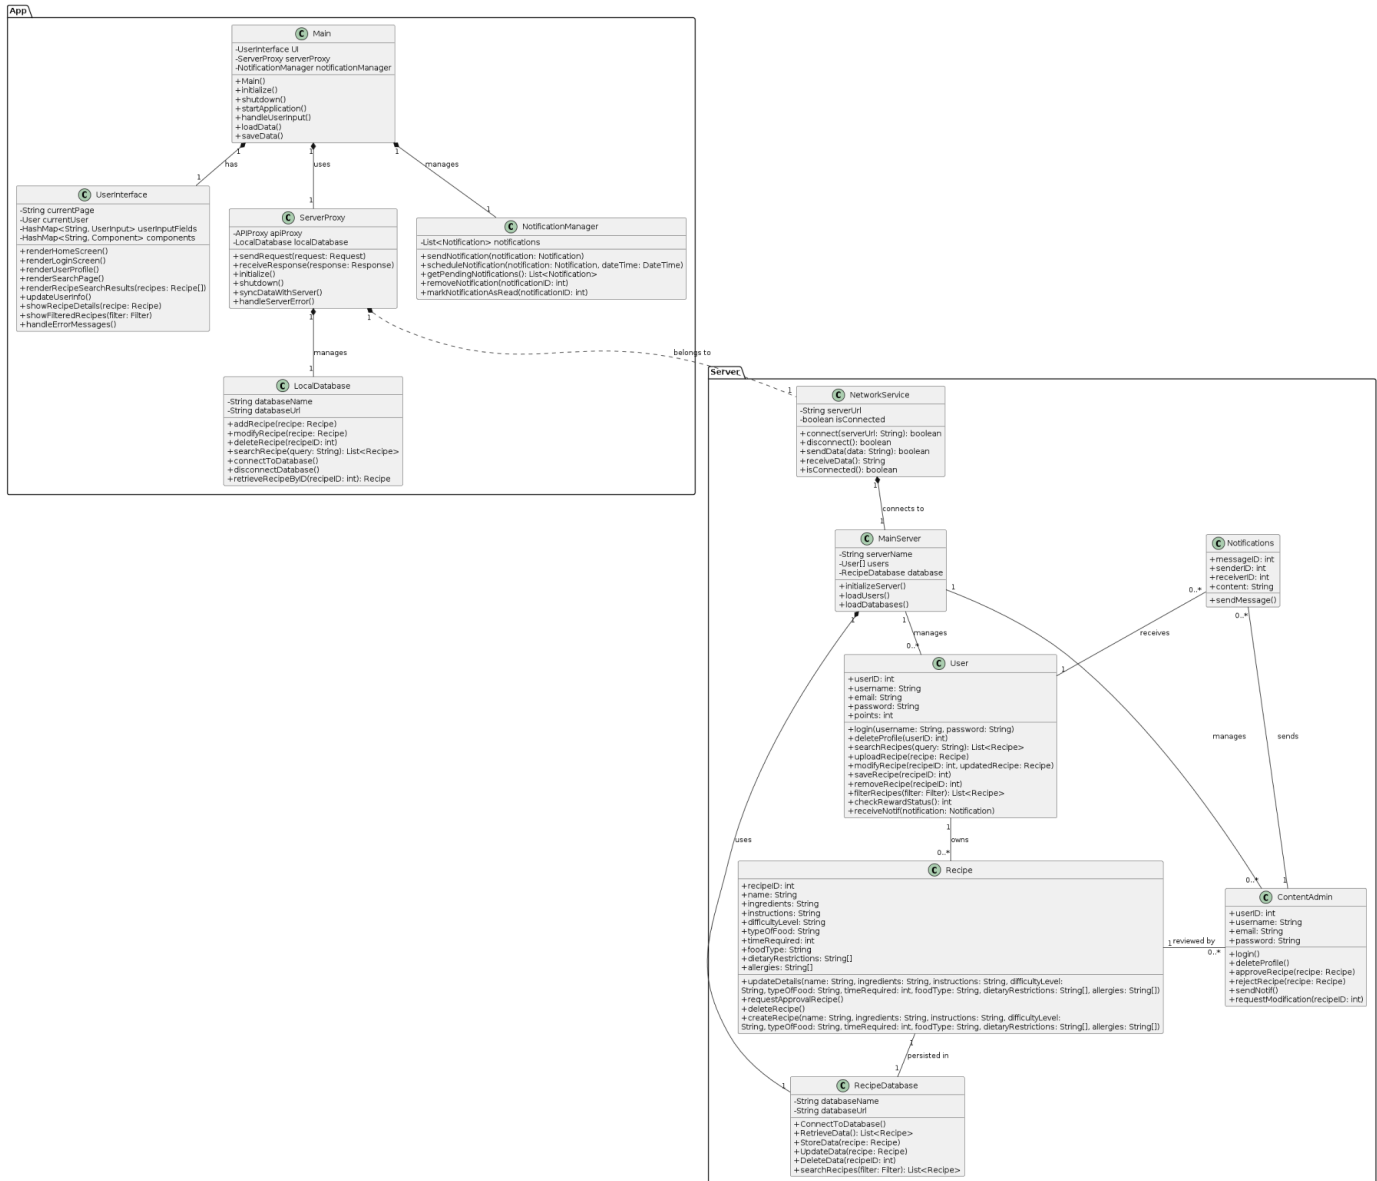 App
C Main
-UserInterface UI
-ServerProxy serverProxy
-NotificationManager notificationManager
+Main()
+initialize()
+shutdown()
+startApplication()
+handleUserInput()
+loadData()
+saveData()
1
1
1
has
uses
manages
1
1
1
C UserInterface
-String currentPage
-User currentUser
-HashMap<String, UserInput> userInputFields
-HashMap<String, Component> components
+renderHomeScreen()
+renderLoginScreen()
+renderUserProfile()
+renderSearchPage()
+renderRecipeSearchResults(recipes: Recipe[])
+updateUserInfo()
+showRecipeDetails(recipe: Recipe)
+showFilteredRecipes(filter: Filter)
+handleErrorMessages()
C ServerProxy
-APIProxy apiProxy
-LocalDatabase localDatabase
+sendRequest(request: Request)
+receiveResponse(response: Response)
+initialize()
+shutdown()
+syncDataWithServer()
+handleServerError()
C NotificationManager
-List<Notification> notifications
+sendNotification(notification: Notification)
+scheduleNotification(notification: Notification, dateTime: DateTime)
+getPendingNotifications(): List<Notification>
+removeNotification(notificationID: int)
+markNotificationAsRead(notificationID: int)
1
1
manages
belongs to
1
1
C LocalDatabase
-String databaseName
-String databaseUrl
+addRecipe(recipe: Recipe)
+modifyRecipe(recipe: Recipe)
+deleteRecipe(recipeID: int)
+searchRecipe(query: String): List<Recipe>
+connectToDatabase()
+disconnectDatabase()
+retrieveRecipeByID(recipeID: int): Recipe
Server
C NetworkService
-String serverUrl
-boolean isConnected
+connect(serverUrl: String): boolean
+disconnect(): boolean
+sendData(data: String): boolean
+receiveData(): String
+isConnected(): boolean
1
connects to
1
C MainServer
-String serverName
-User[] users
-RecipeDatabase database
+initializeServer()
+loadUsers()
+loadDatabases()
C Notifications
+messageID: int
+senderID: int
+receiverID: int
+content: String
+sendMessage()
1
0..*
0..*
1
1
manages
receives
0..*
1
C User
+userID: int
+username: String
+email: String
+password: String
+points: int
+login(username: String, password: String)
+deleteProfile(userID: int)
+searchRecipes(query: String): List<Recipe>
+uploadRecipe(recipe: Recipe)
+modifyRecipe(recipeID: int, updatedRecipe: Recipe)
+saveRecipe(recipeID: int)
+removeRecipe(recipeID: int)
+filterRecipes(filter: Filter): List<Recipe>
+checkRewardStatus(): int
+receiveNotif(notification: Notification)
manages
sends
1
uses
owns
0..*
0..*
1
C Recipe
+recipeID: int
+name: String
+ingredients: String
+instructions: String
+difficultyLevel: String
+typeOfFood: String
+timeRequired: int
+foodType: String
+dietaryRestrictions: String[]
+allergies: String[]
+updateDetails(name: String, ingredients: String, instructions: String, difficultyLevel:
String, typeOfFood: String, timeRequired: int, foodType: String, dietaryRestrictions: String[], allergies: String[])
+requestApprovalRecipe()
+deleteRecipe()
+createRecipe(name: String, ingredients: String, instructions: String, difficultyLevel:
String, typeOfFood: String, timeRequired: int, foodType: String, dietaryRestrictions: String[], allergies: String[])
1
reviewed by
0..*
C ContentAdmin
+userID: int
+username: String
+email: String
+password: String
+login()
+deleteProfile()
+approveRecipe(recipe: Recipe)
+rejectRecipe(recipe: Recipe)
+sendNotif()
+requestModification(recipeID: int)
1
persisted in
1
1
C RecipeDatabase
-String databaseName
-String databaseUrl
+ConnectToDatabase()
+RetrieveData(): List<Recipe>
+StoreData(recipe: Recipe)
+UpdateData(recipe: Recipe)
+DeleteData(recipeID: int)
+searchRecipes(filter: Filter): List<Recipe>